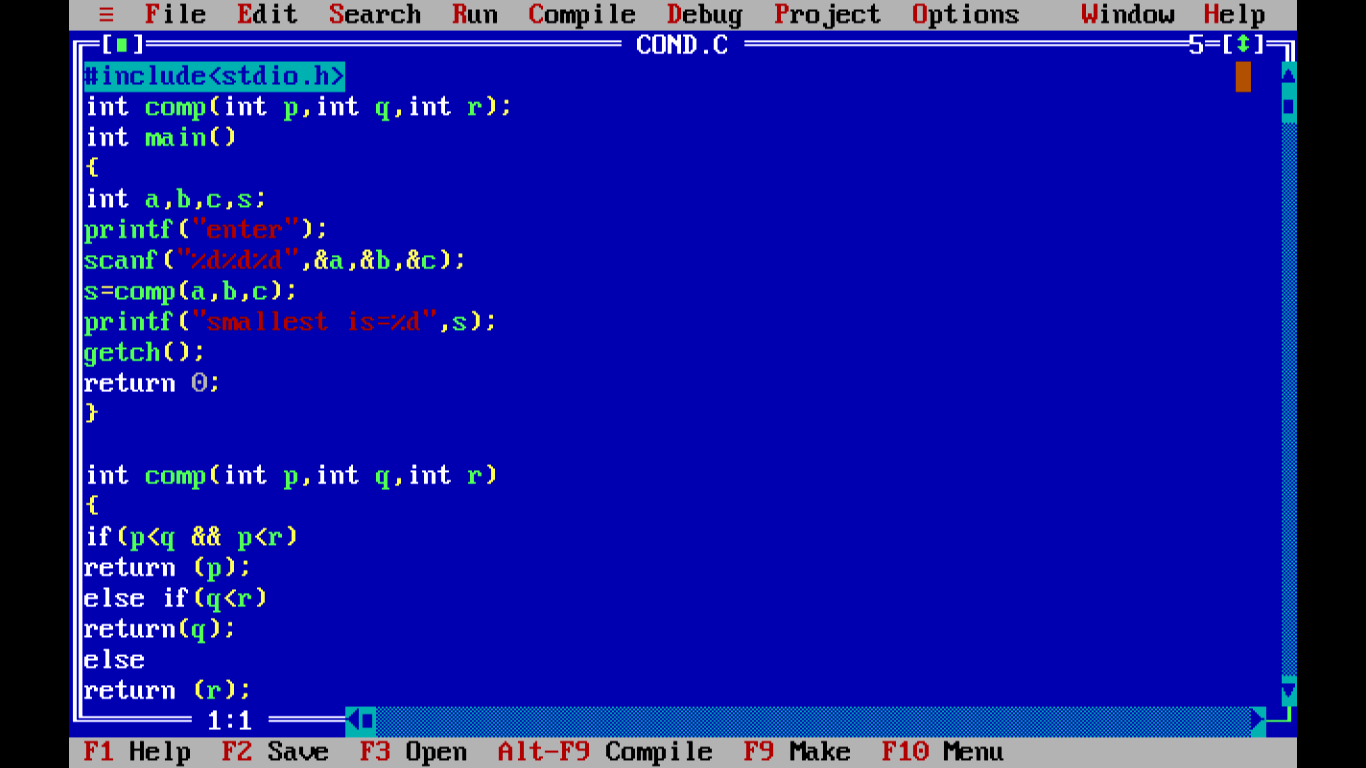 ≡ File Edit Search Run Compile Debug Project Options Window Help
[■] COND.C 5=[↕]
#include<stdio.h>
int comp(int p,int q,int r);
int main()
{
int a,b,c,s;
printf("enter");
scanf("%d%d%d",&a,&b,&c);
s=comp(a,b,c);
printf("smallest is=%d",s);
getch();
return 0;
}

int comp(int p,int q,int r)
{
if(p<q && p<r)
return (p);
else if(q<r)
return(q);
else
return (r);
1:1
F1 Help F2 Save F3 Open Alt-F9 Compile F9 Make F10 Menu